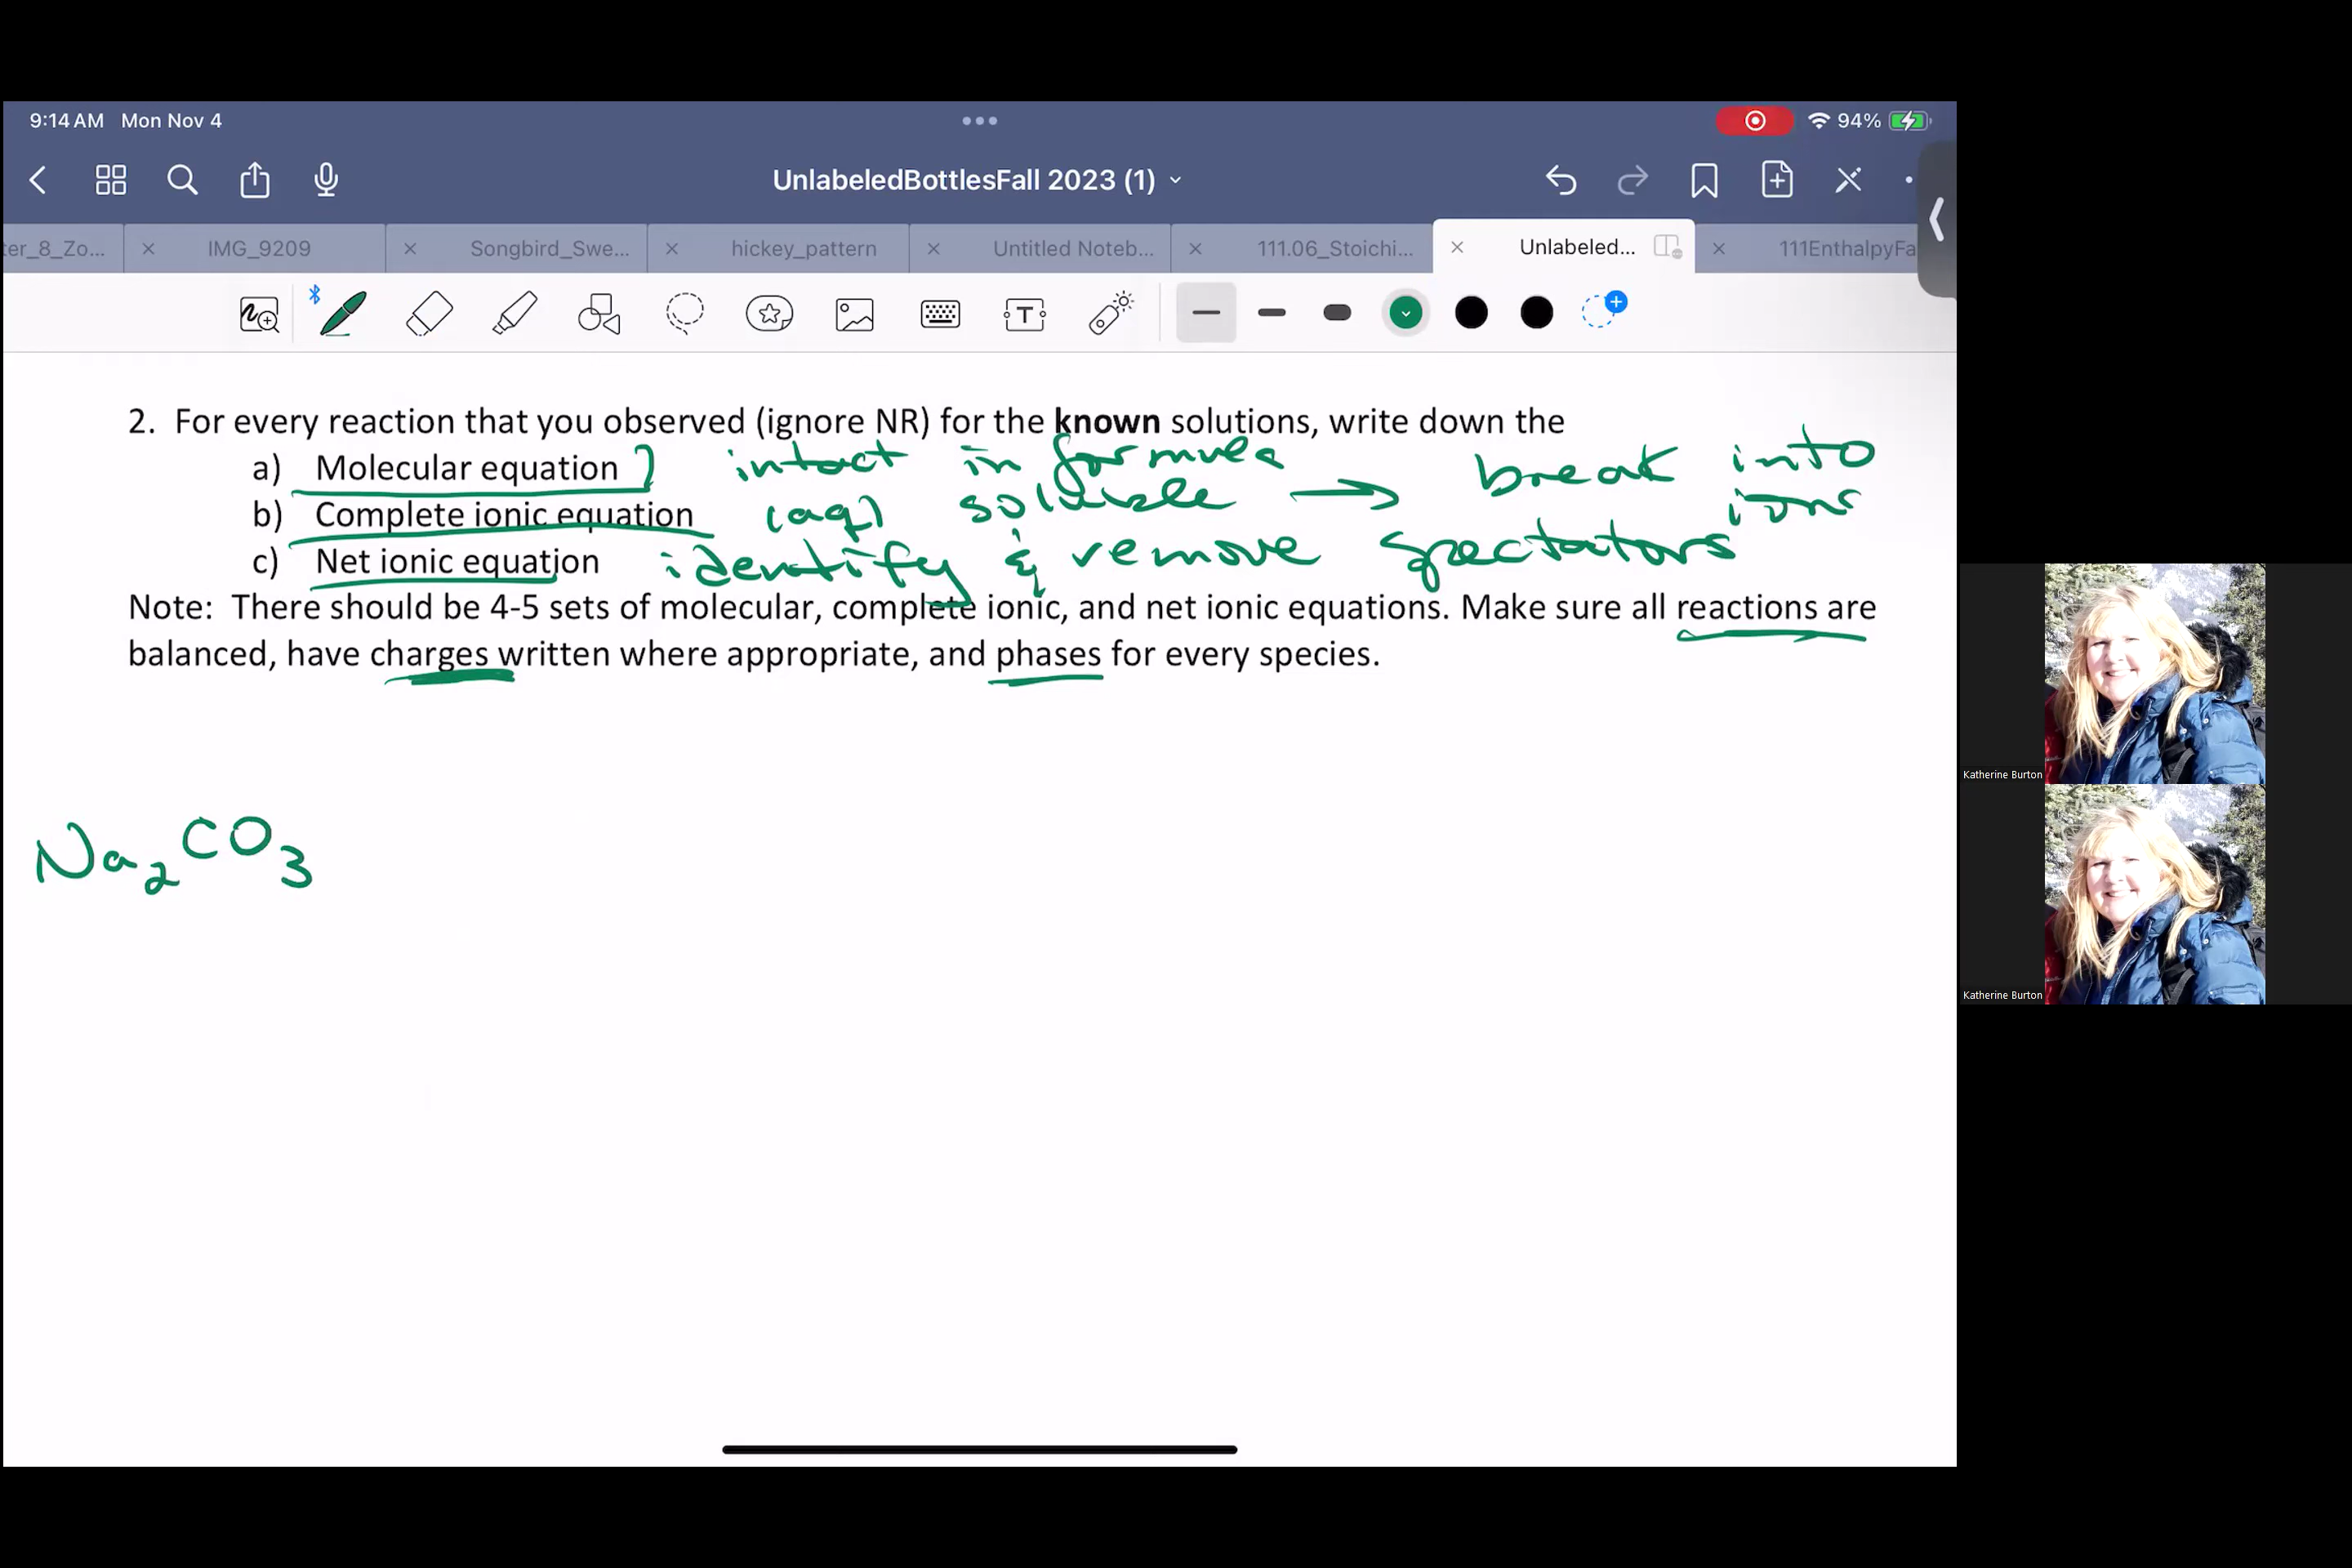 9:14 AM Mon Nov 4
94%
UnlabeledBottlesFall 2023 (1)
ter_8_Zo...
IMG_9209
Songbird_Swe...
hickey_pattern
Untitled Noteb...
111.06_Stoichi...
Unlabeled...
111EnthalpyFa
2. For every reaction that you observed (ignore NR) for the known solutions, write down the
a) Molecular equation intact in formula
b) Complete ionic equation (aq) soluble → break into ions
c) Net ionic equation identify & remove spectators
Note: There should be 4-5 sets of molecular, complete ionic, and net ionic equations. Make sure all reactions are
balanced, have charges written where appropriate, and phases for every species.
Na₂CO₃
Katherine Burton
Katherine Burton